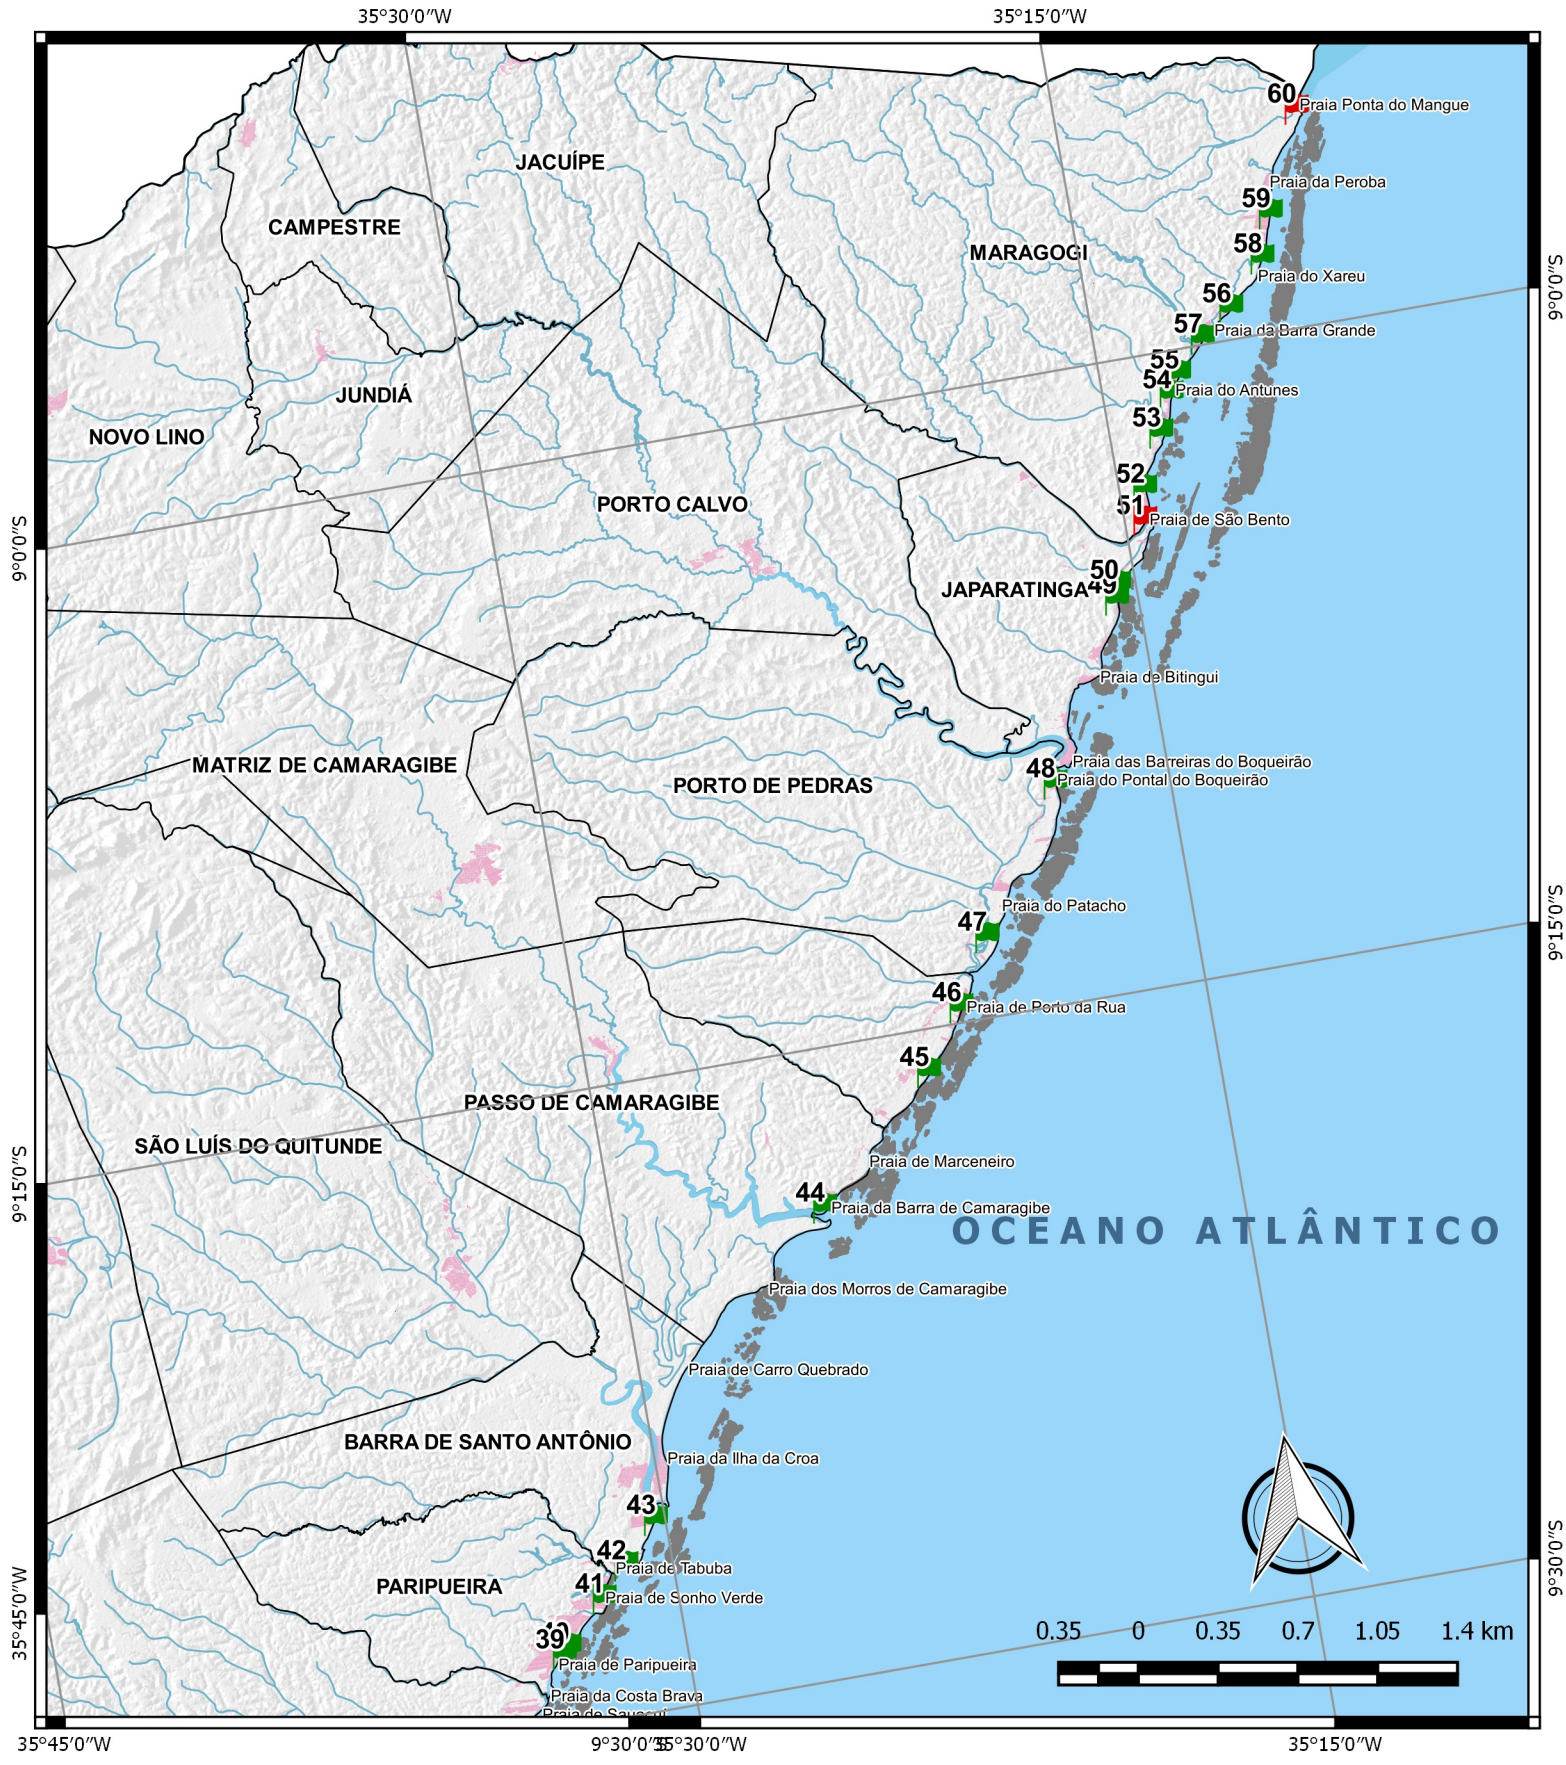 35°30′0″W
35°15′0″W
60
Praia Ponta do Mangue
JACUÍPE
Praia da Peroba
59
CAMPESTRE
MARAGOGI
58
Praia do Xareu
9°0′0″S
56
57
Praia da Barra Grande
55
54
Praia do Antunes
JUNDIÁ
53
NOVO LINO
52
51
PORTO CALVO
Praia de São Bento
9°0′0″S
50
JAPARATINGA
49
Praia de Bitingui
MATRIZ DE CAMARAGIBE
Praia das Barreiras do Boqueirão
48
Praia do Pontal do Boqueirão
PORTO DE PEDRAS
Praia do Patacho
47
9°15′0″S
46
Praia de Porto da Rua
45
PASSO DE CAMARAGIBE
SÃO LUÍS DO QUITUNDE
Praia de Marceneiro
9°15′0″S
44
Praia da Barra de Camaragibe
OCEANO ATLÂNTICO
Praia dos Morros de Camaragibe
Praia de Carro Quebrado
BARRA DE SANTO ANTÔNIO
Praia da Ilha da Croa
43
42
Praia de Tabuba
9°30′0″S
41
PARIPUEIRA
Praia de Sonho Verde
35°45′0″W
39
0.35 0 0.35 0.7 1.05 1.4 km
Praia de Paripueira
Praia da Costa Brava
35°45′0″W
9°30′0″S
35°30′0″W
35°15′0″W